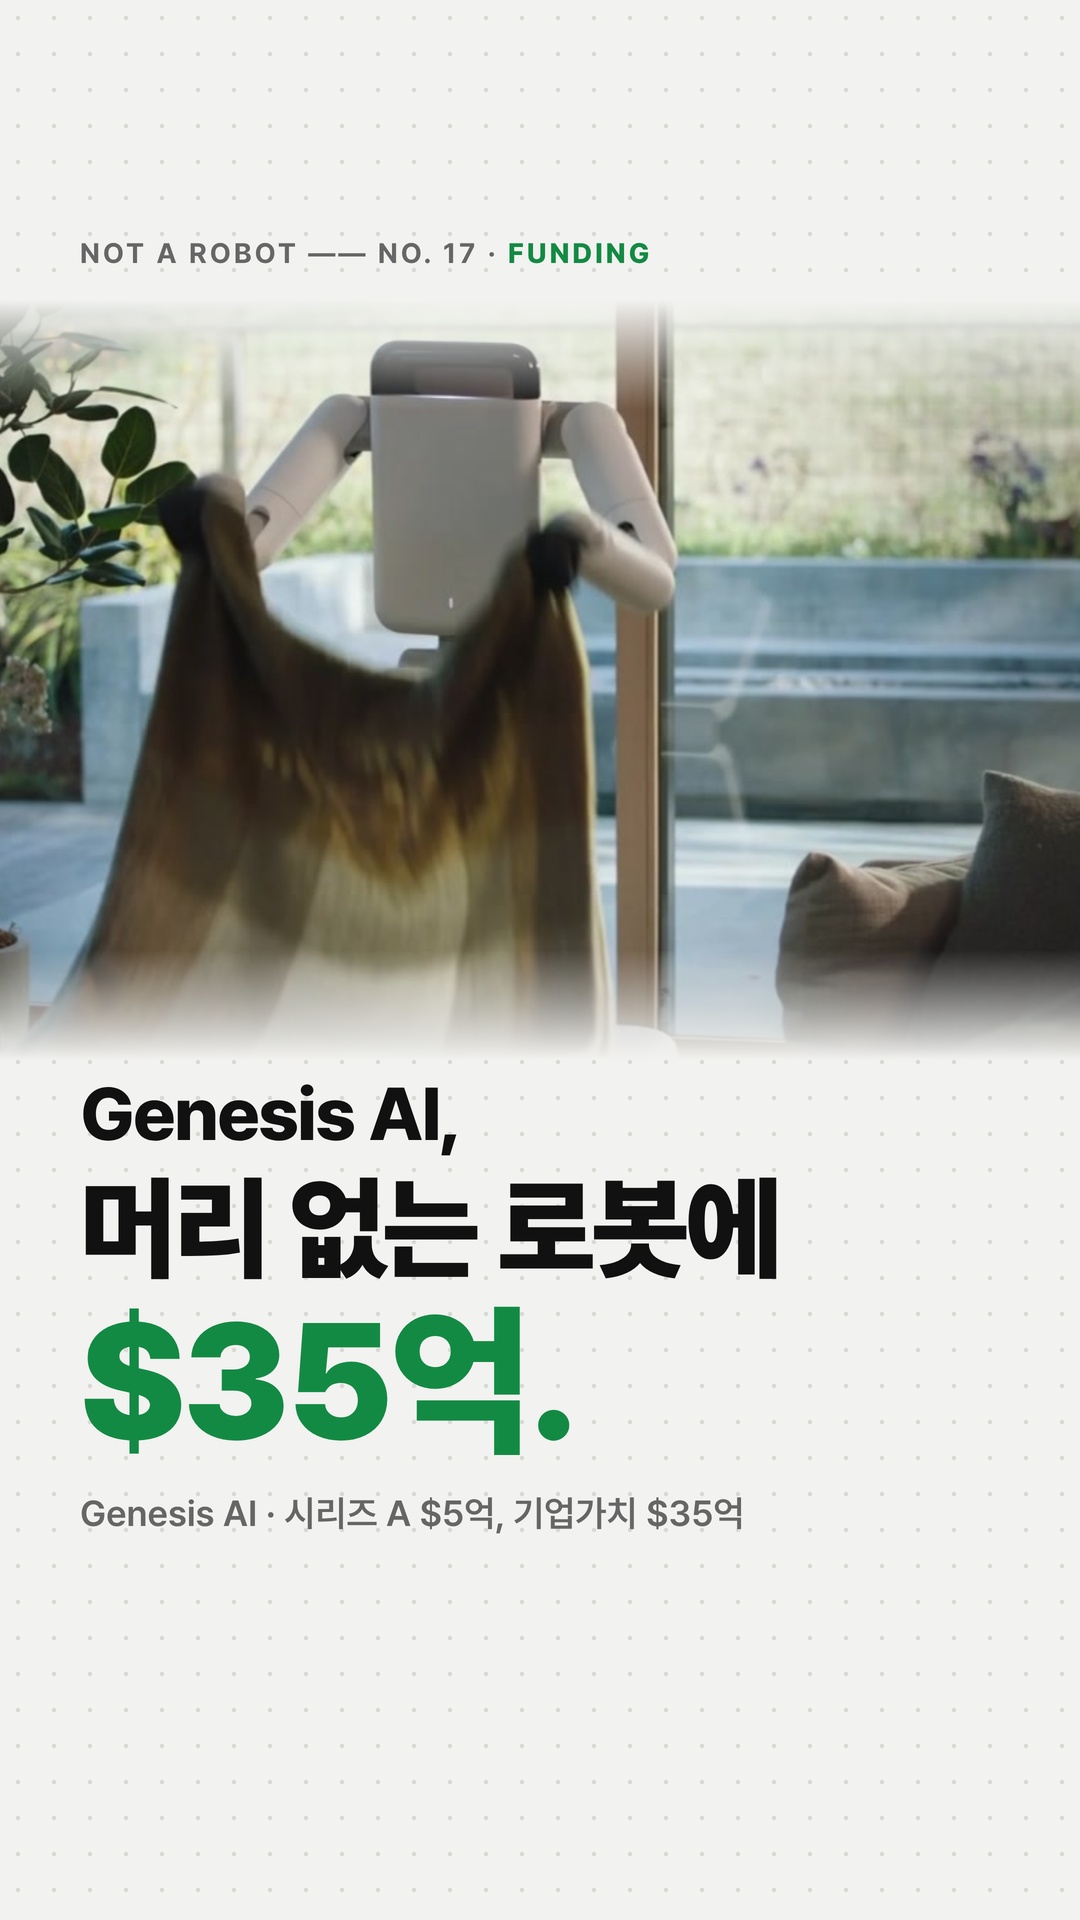 NOT A ROBOT —— NO. 17 · FUNDING
Genesis AI,
머리 없는 로봇에
$35억.
Genesis AI · 시리즈 A $5억, 기업가치 $35억